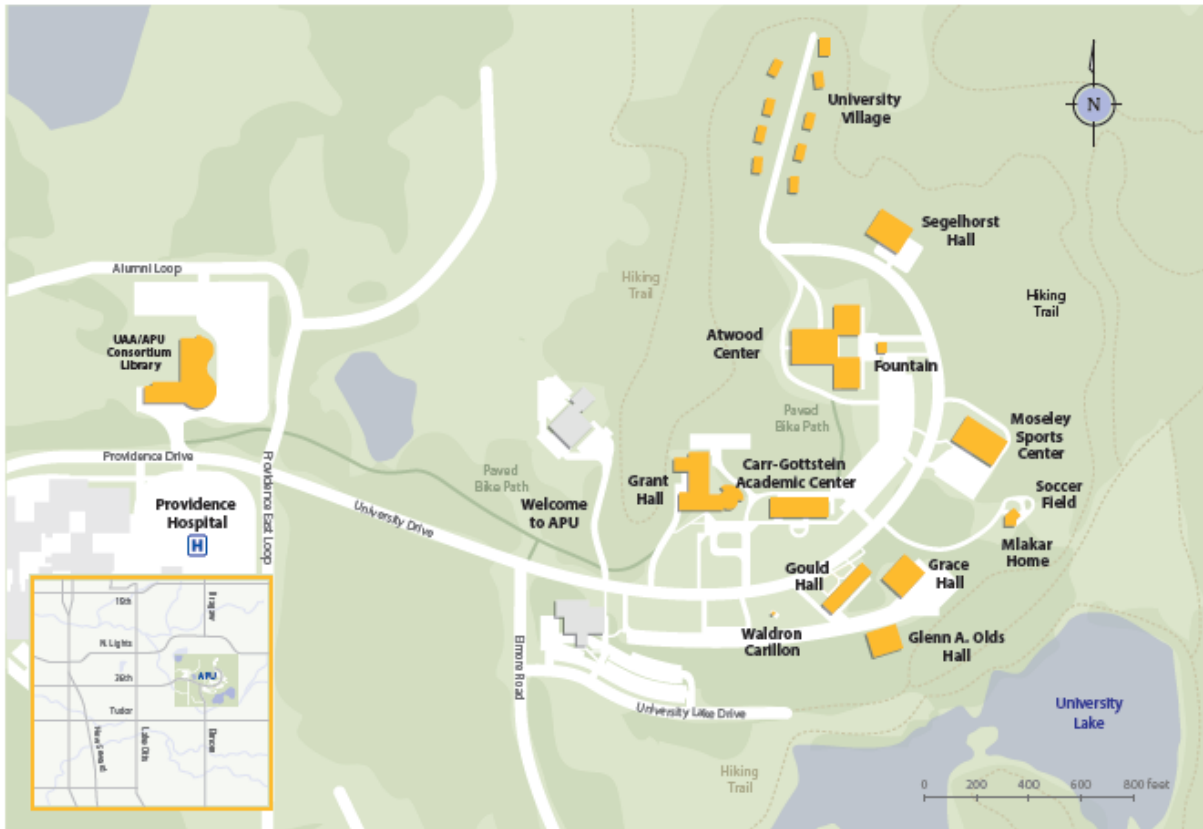 University
Village
N
Segelhorst
Hall
Alumni Loop
Hiking
Trail
Hiking
Trail
UAA/APU
Consortium
Library
Atwood
Center
Fountain
Paved
Bike Path
Moseley
Sports
Center
Providence Drive
Providence East Loop
Paved
Bike Path
Grant
Hall
Carr-Gottstein
Academic Center
Soccer
Field
Providence
Hospital
H
University Drive
Welcome
to APU
Mlakar
Home
Gould
Hall
Grace
Hall
Waldron
Carillon
Glenn A. Olds
Hall
Elmore Road
University Lake Drive
University
Lake
Hiking
Trail
0 200 400 600 800 feet
N. Lights
APU
Tudor
Lake Otis
New Seward